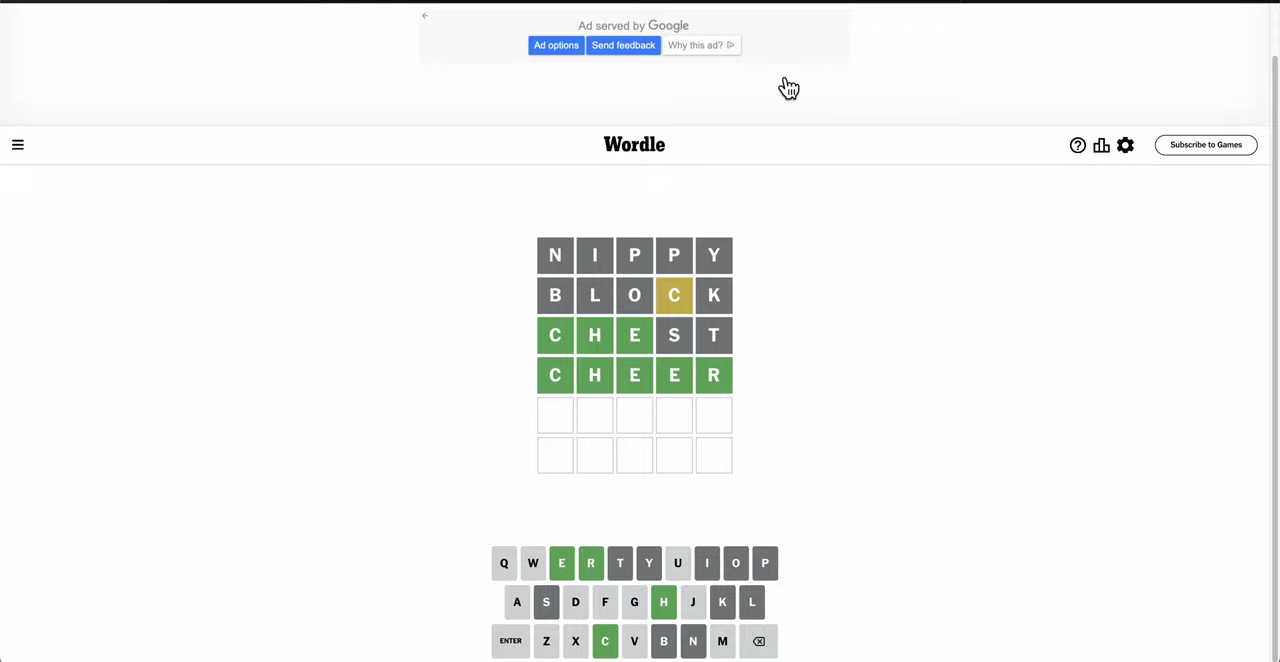 Ad served by Google
Ad options Send feedback Why this ad?
Wordle
Subscribe to Games
N I P P Y
B L O C K
C H E S T
C H E E R
Q W E R T Y U I O P
A S D F G H J K L
ENTER Z X C V B N M